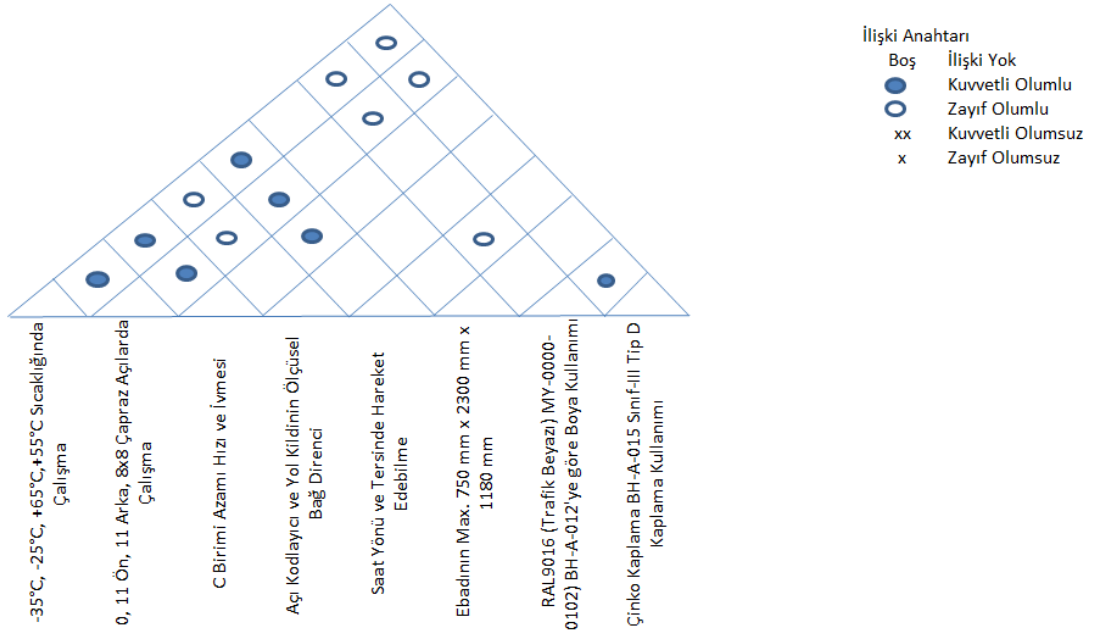 İlişki Anahtarı
Boş İlişki Yok
Kuvvetli Olumlu
Zayıf Olumlu
xx Kuvvetli Olumsuz
x Zayıf Olumsuz
-35°C, -25°C, +65°C,+55°C Sıcaklığında
Çalışma
0, 11 Ön, 11 Arka, 8x8 Çapraz Açılarda
Çalışma
C Birimi Azamı Hızı ve İvmesi
Açı Kodlayıcı ve Yol Kildinin Ölçüsel
Bağ Direnci
Saat Yönü ve Tersinde Hareket
Edebilme
Ebadının Max. 750 mm x 2300 mm x
1180 mm
RAL9016 (Trafik Beyazı) MY-0000-
0102) BH-A-012'ye göre Boya Kullanımı
Çinko Kaplama BH-A-015 Sınıf-III Tip D
Kaplama Kullanımı